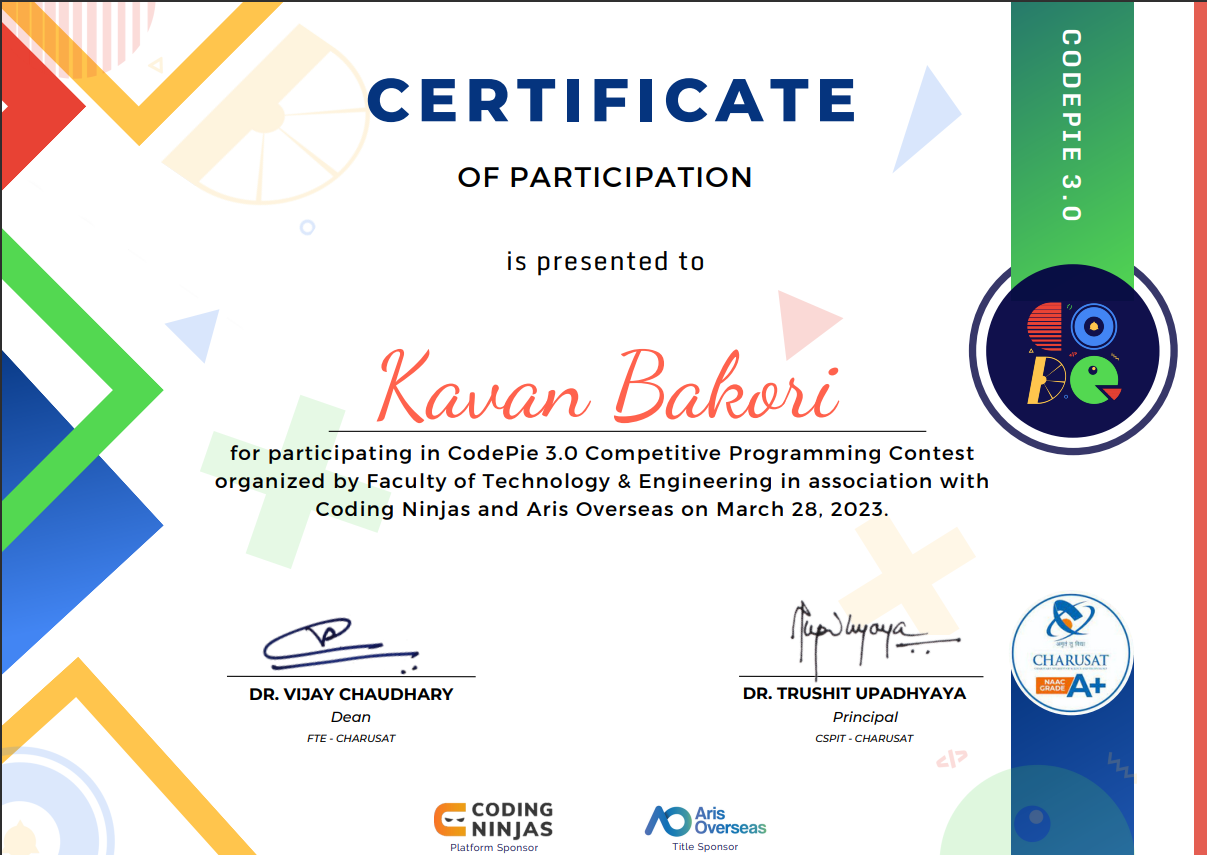 CERTIFICATE
OF PARTICIPATION
is presented to
Kavan Bakori
for participating in CodePie 3.0 Competitive Programming Contest
organized by Faculty of Technology & Engineering in association with
Coding Ninjas and Aris Overseas on March 28, 2023.
CODEPIE 3.0
DR. VIJAY CHAUDHARY
Dean
FTE - CHARUSAT
DR. TRUSHIT UPADHYAYA
Principal
CSPIT - CHARUSAT
CHARUSAT
NAAC
GRADE A+
CODING
NINJAS
Platform Sponsor
Aris
Overseas
Title Sponsor